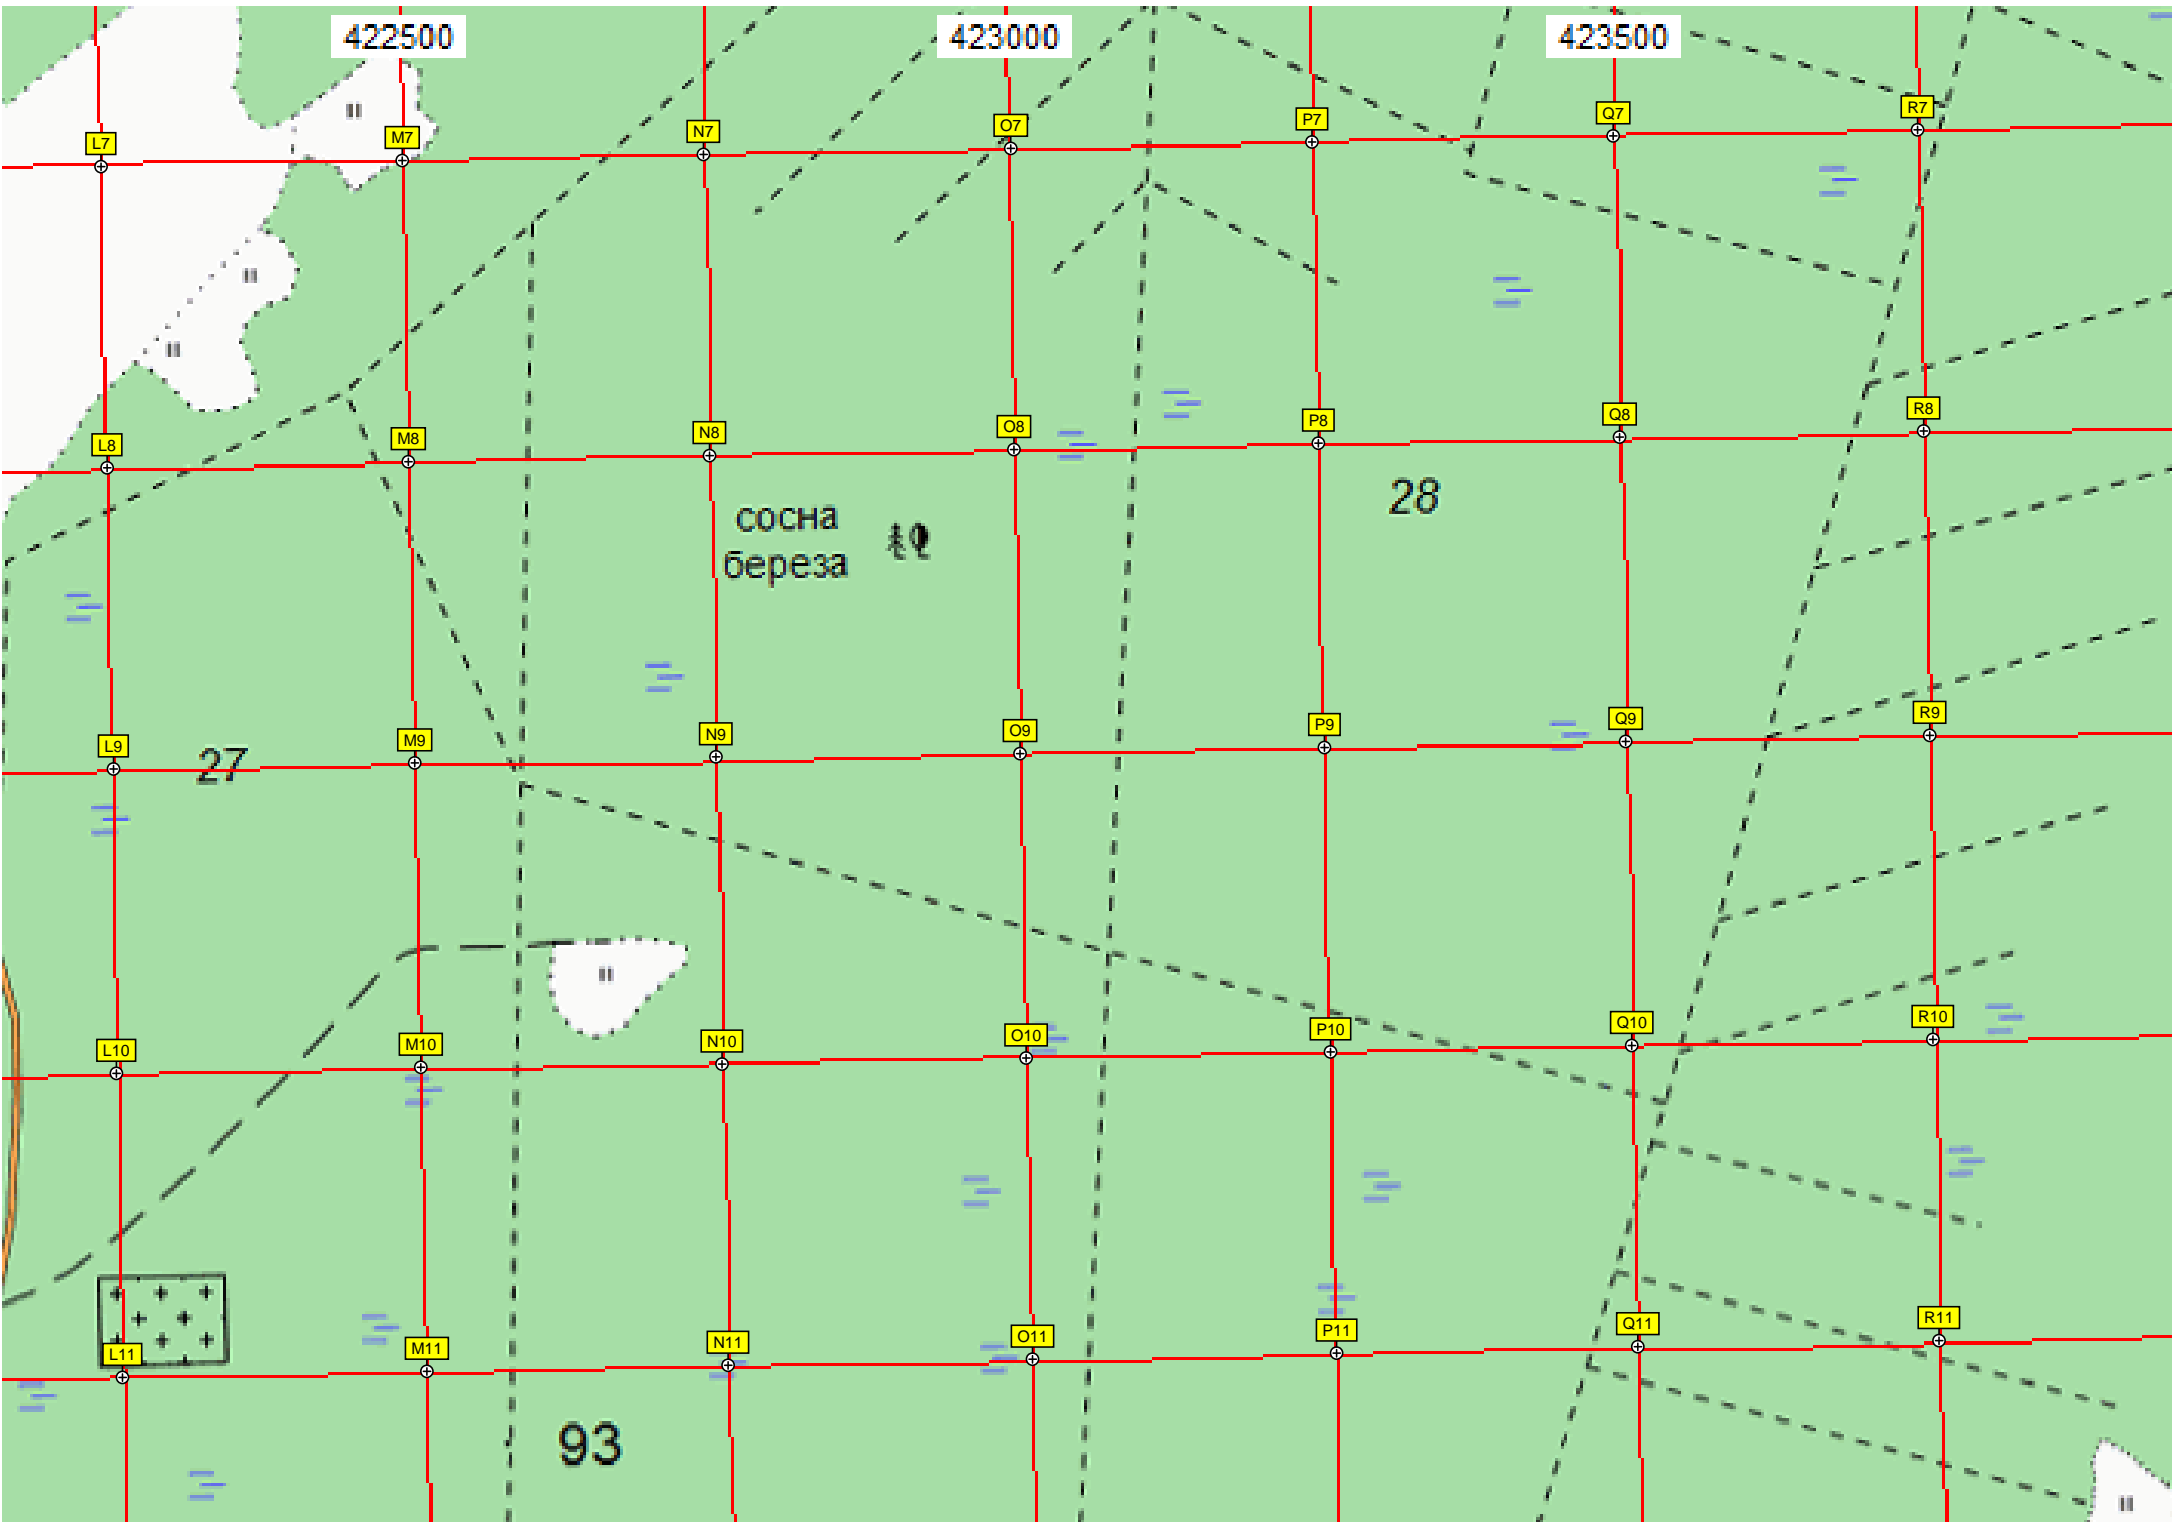 422500 423000 423500
L7 M7 N7 O7 P7 Q7 R7
L8 M8 N8 O8 P8 Q8 R8
28
сосна
береза
L9 M9 N9 O9 P9 Q9 R9
27
L10 M10 N10 O10 P10 Q10 R10
L11 M11 N11 O11 P11 Q11 R11
93